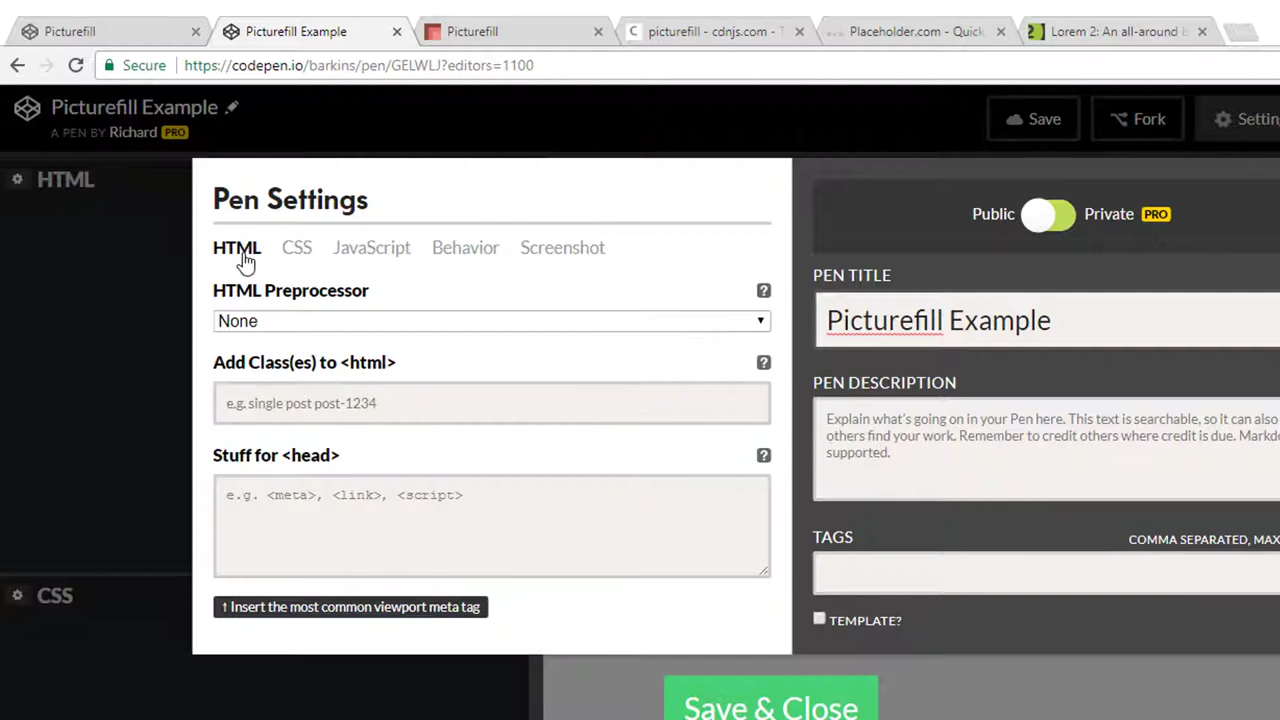 Picturefill
Picturefill Example
Picturefill
picturefill - cdnjs.com - T
Placeholder.com - Quick
Lorem 2: An all-around
Secure https://codepen.io/barkins/pen/GELWLJ?editors=1100
Picturefill Example
A PEN BY Richard PRO
Save
Fork
Settin
HTML
Pen Settings
HTML CSS JavaScript Behavior Screenshot
HTML Preprocessor ?
None
Add Class(es) to <html> ?
e.g. single post post-1234
Stuff for <head> ?
e.g. <meta>, <link>, <script>
↑ Insert the most common viewport meta tag
CSS
Public Private PRO
PEN TITLE
Picturefill Example
PEN DESCRIPTION
Explain what's going on in your Pen here. This text is searchable, so it can also
others find your work. Remember to credit others where credit is due. Markd
supported.
TAGS COMMA SEPARATED, MAX
TEMPLATE?
Save & Close